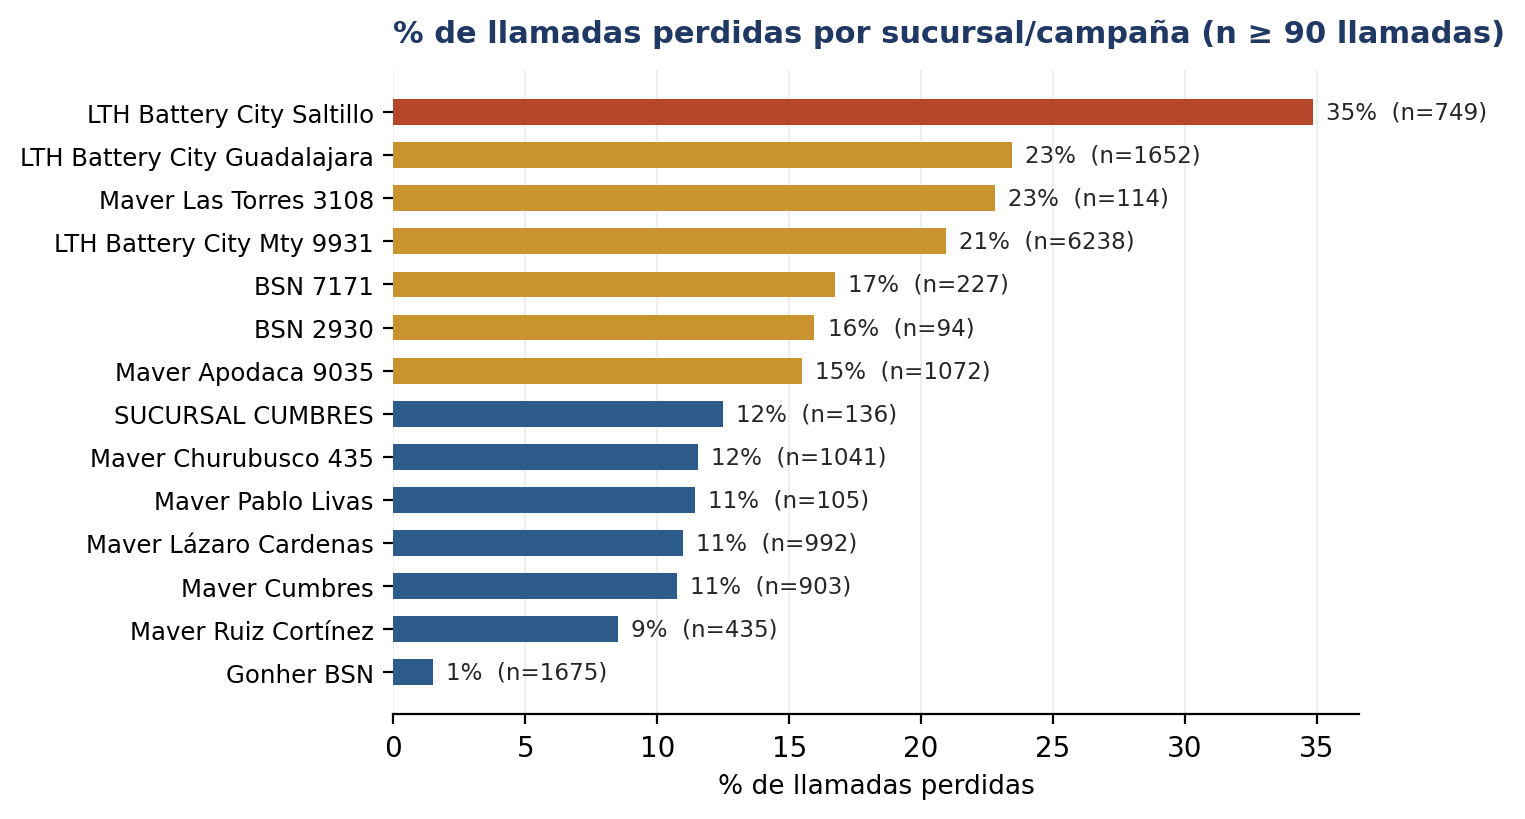 % de llamadas perdidas por sucursal/campaña (n ≥ 90 llamadas)
LTH Battery City Saltillo 35% (n=749)
LTH Battery City Guadalajara 23% (n=1652)
Maver Las Torres 3108 23% (n=114)
LTH Battery City Mty 9931 21% (n=6238)
BSN 7171 17% (n=227)
BSN 2930 16% (n=94)
Maver Apodaca 9035 15% (n=1072)
SUCURSAL CUMBRES 12% (n=136)
Maver Churubusco 435 12% (n=1041)
Maver Pablo Livas 11% (n=105)
Maver Lázaro Cardenas 11% (n=992)
Maver Cumbres 11% (n=903)
Maver Ruiz Cortínez 9% (n=435)
Gonher BSN 1% (n=1675)
0 5 10 15 20 25 30 35
% de llamadas perdidas